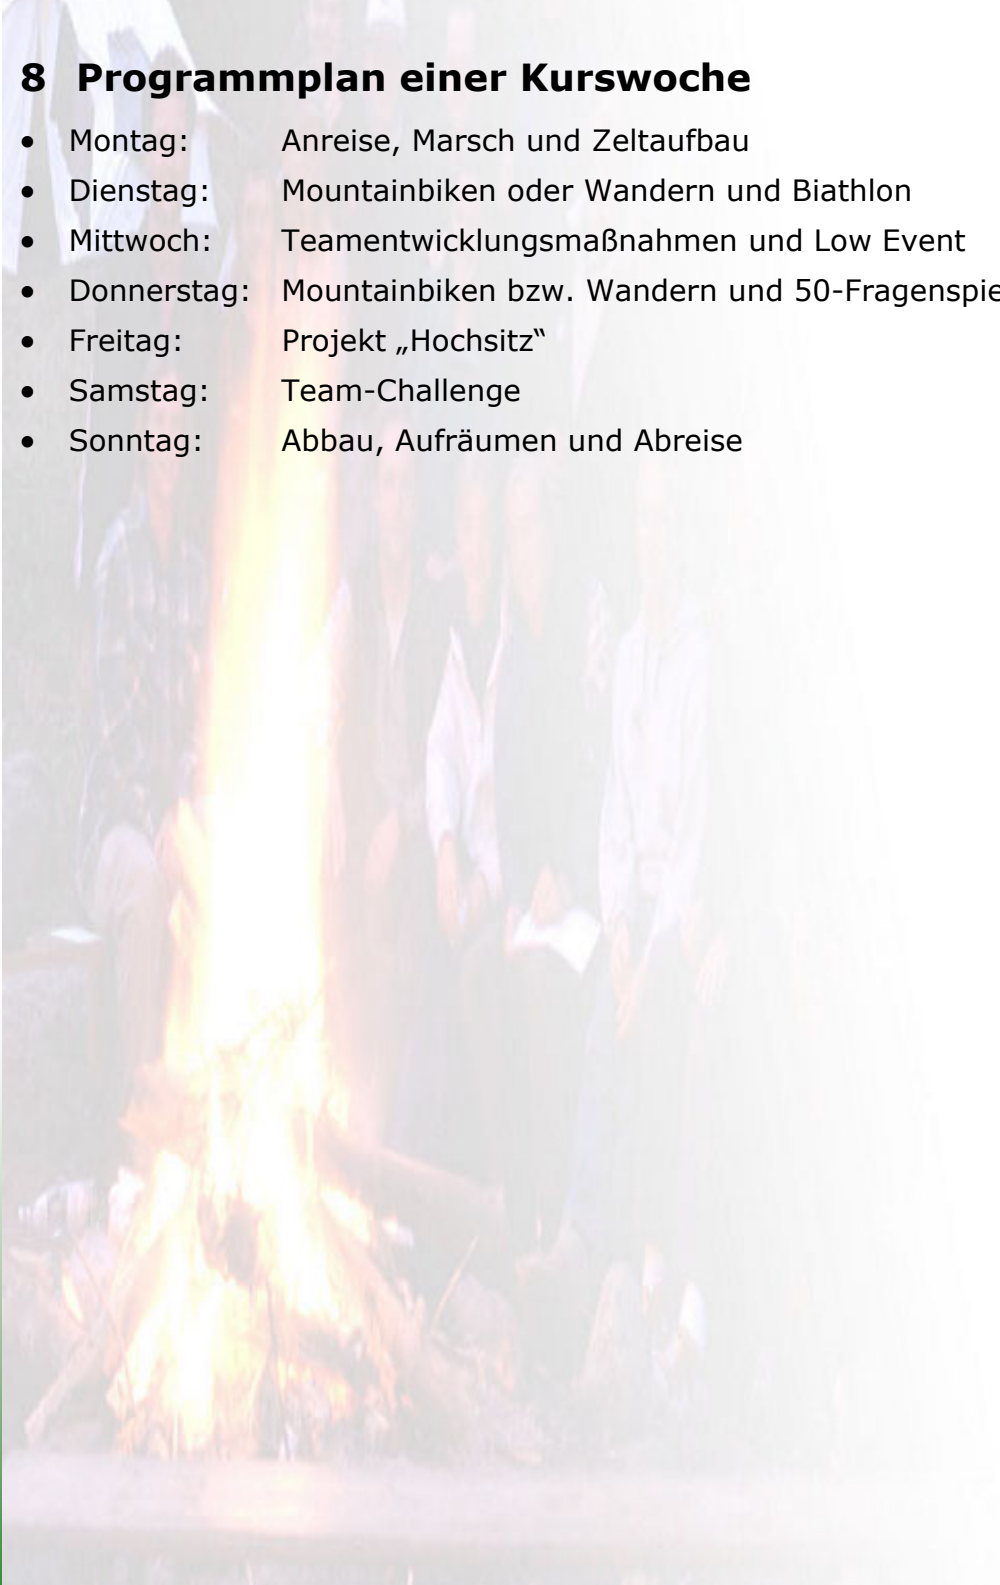 8 Programmplan einer Kurswoche
• Montag: Anreise, Marsch und Zeltaufbau
• Dienstag: Mountainbiken oder Wandern und Biathlon
• Mittwoch: Teamentwicklungsmaßnahmen und Low Event
• Donnerstag: Mountainbiken bzw. Wandern und 50-Fragenspie
• Freitag: Projekt „Hochsitz“
• Samstag: Team-Challenge
• Sonntag: Abbau, Aufräumen und Abreise